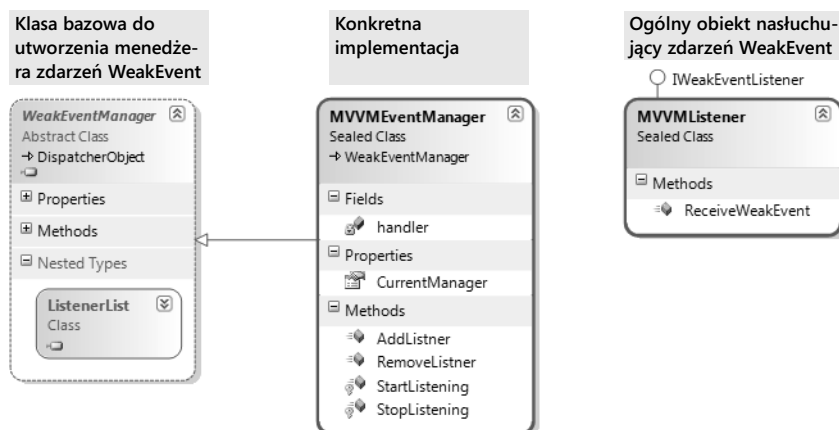 Klasa bazowa do
utworzenia menedże-
ra zdarzeń WeakEvent
WeakEventManager
Abstract Class
DispatcherObject
Properties
Methods
Nested Types
ListenerList
Class
Konkretna
implementacja
MVVMEventManager
Sealed Class
WeakEventManager
Fields
handler
Properties
CurrentManager
Methods
AddListner
RemoveListner
StartListening
StopListening
Ogólny obiekt nasłuchu-
jący zdarzeń WeakEvent
IWeakEventListener
MVVMListener
Sealed Class
Methods
ReceiveWeakEvent